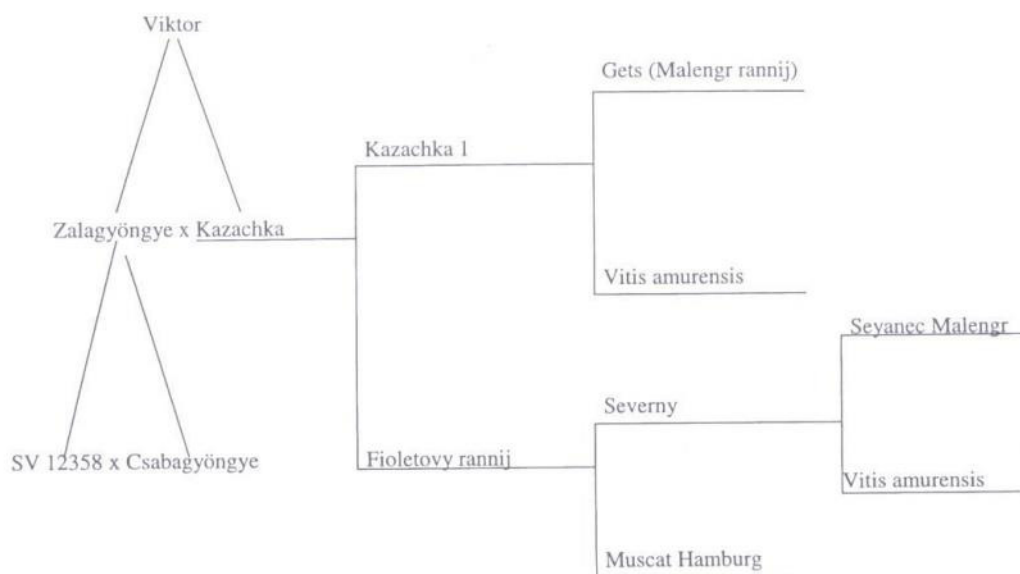 Viktor
Gets (Malengr rannij)
Kazachka 1
Zalagyöngye x Kazachka
Vitis amurensis
Seyanec Malengr
Severny
SV 12358 x Csabagyöngye
Fioletovy rannij
Vitis amurensis
Muscat Hamburg